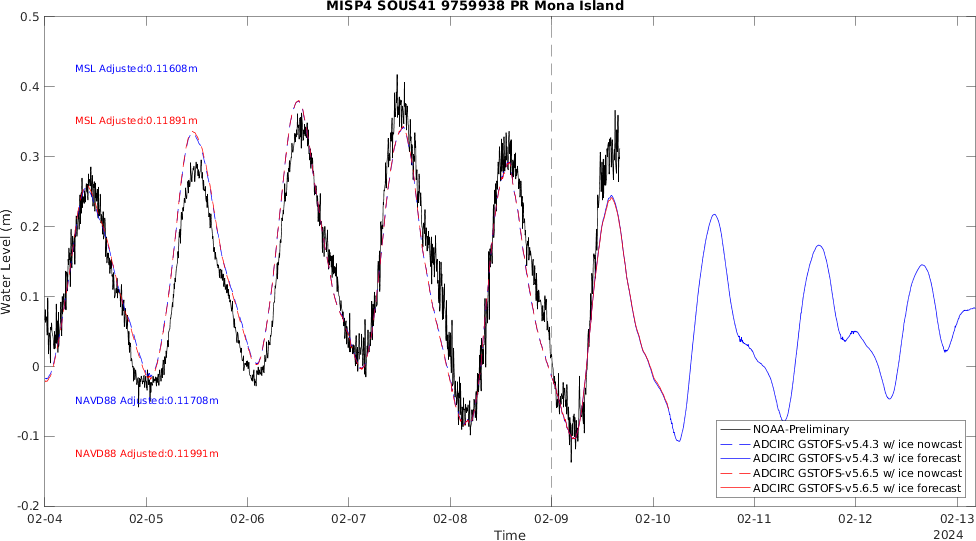 MISP4 SOUS41 9759938 PR Mona Island
0.5
0.4
0.3
0.2
0.1
0
-0.1
-0.2
Water Level (m)
MSL Adjusted:0.11608m
MSL Adjusted:0.11891m
NAVD88 Adjusted:0.11708m
NAVD88 Adjusted:0.11991m
NOAA-Preliminary
ADCIRC GSTOFS-v5.4.3 w/ ice nowcast
ADCIRC GSTOFS-v5.4.3 w/ ice forecast
ADCIRC GSTOFS-v5.6.5 w/ ice nowcast
ADCIRC GSTOFS-v5.6.5 w/ ice forecast
02-04 02-05 02-06 02-07 02-08 02-09 02-10 02-11 02-12 02-13
Time
2024